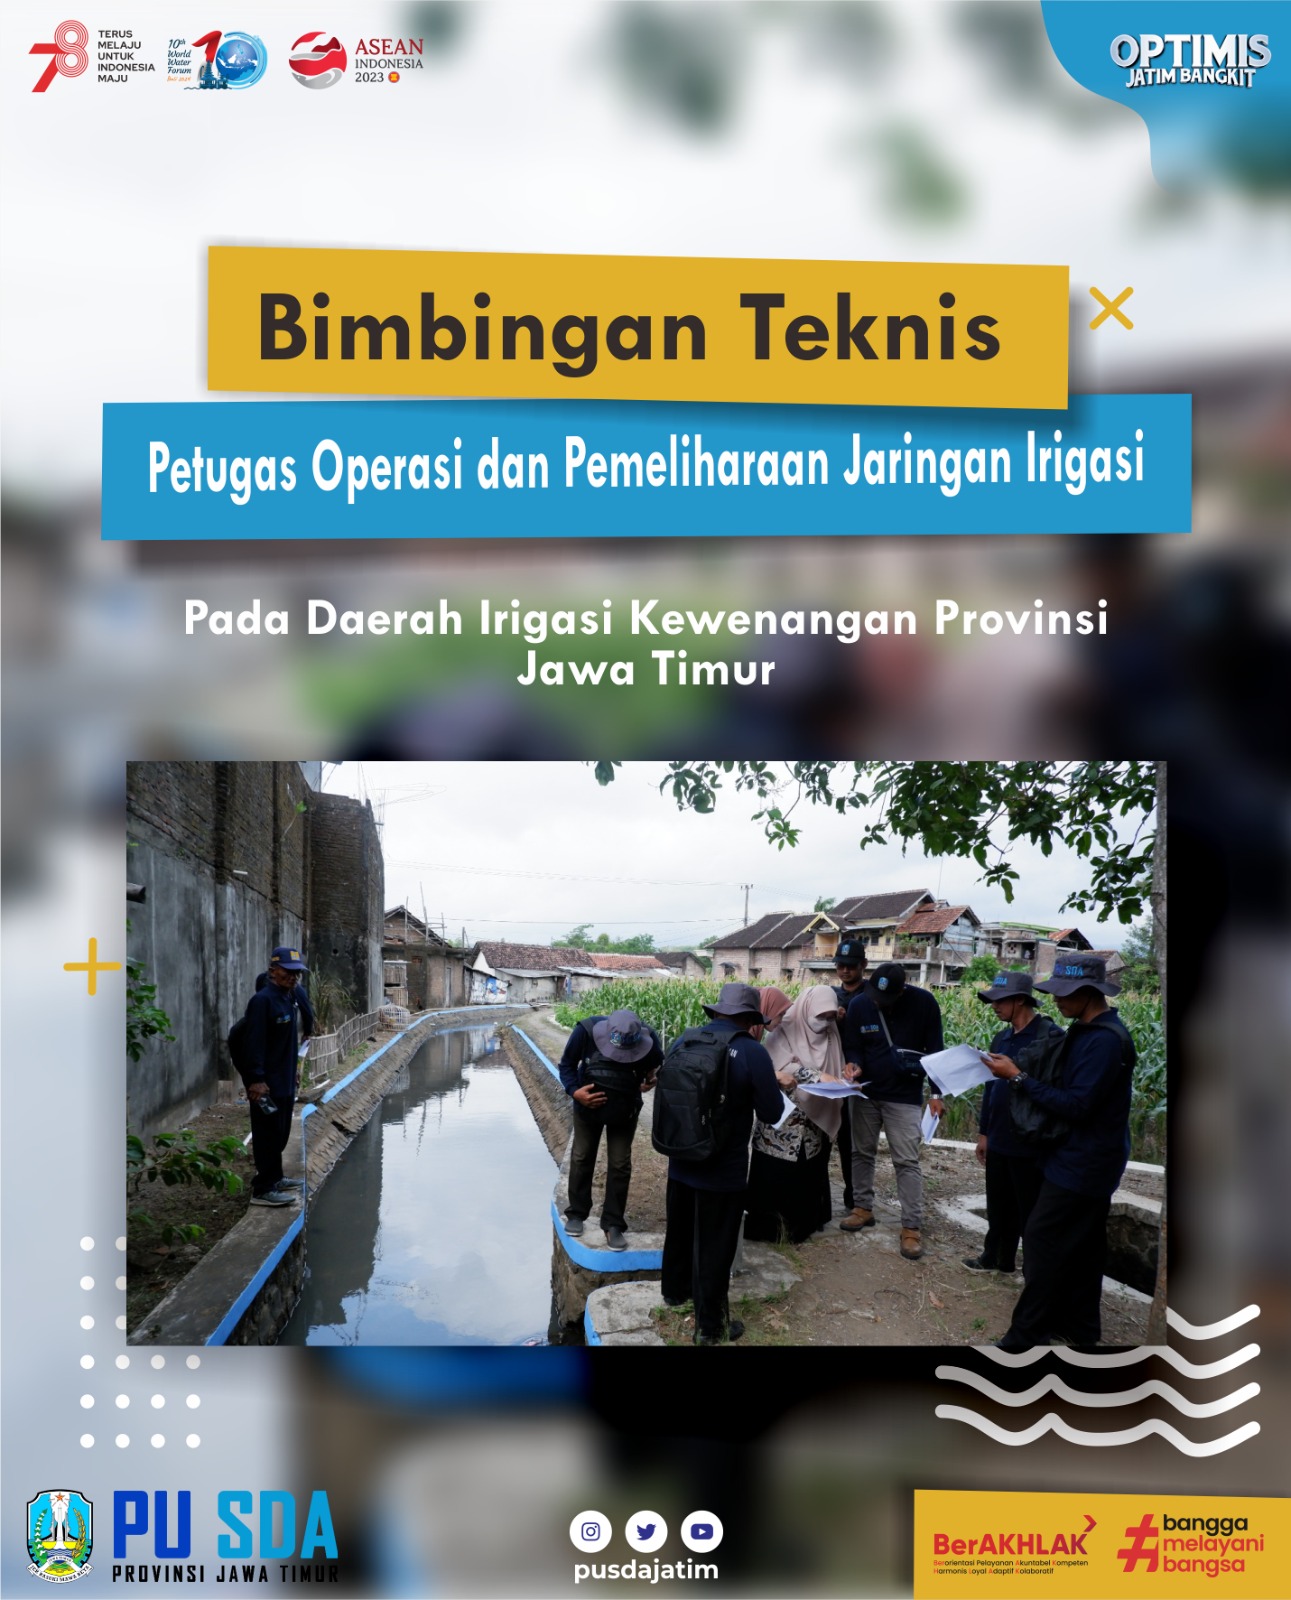 78
TERUS
MELAJU
UNTUK
INDONESIA
MAJU
10th
World
Water
Forum
10
ASEAN
INDONESIA
2023
OPTIMIS
JATIM BANGKIT
Bimbingan Teknis
Petugas Operasi dan Pemeliharaan Jaringan Irigasi
Pada Daerah Irigasi Kewenangan Provinsi
Jawa Timur
SDA
PU SDA
PROVINSI JAWA TIMUR
pusdajatim
BerAKHLAK
Berorientasi Pelayanan Akuntabel Kompeten
Harmonis Loyal Adaptif Kolaboratif
#bangga
melayani
bangsa